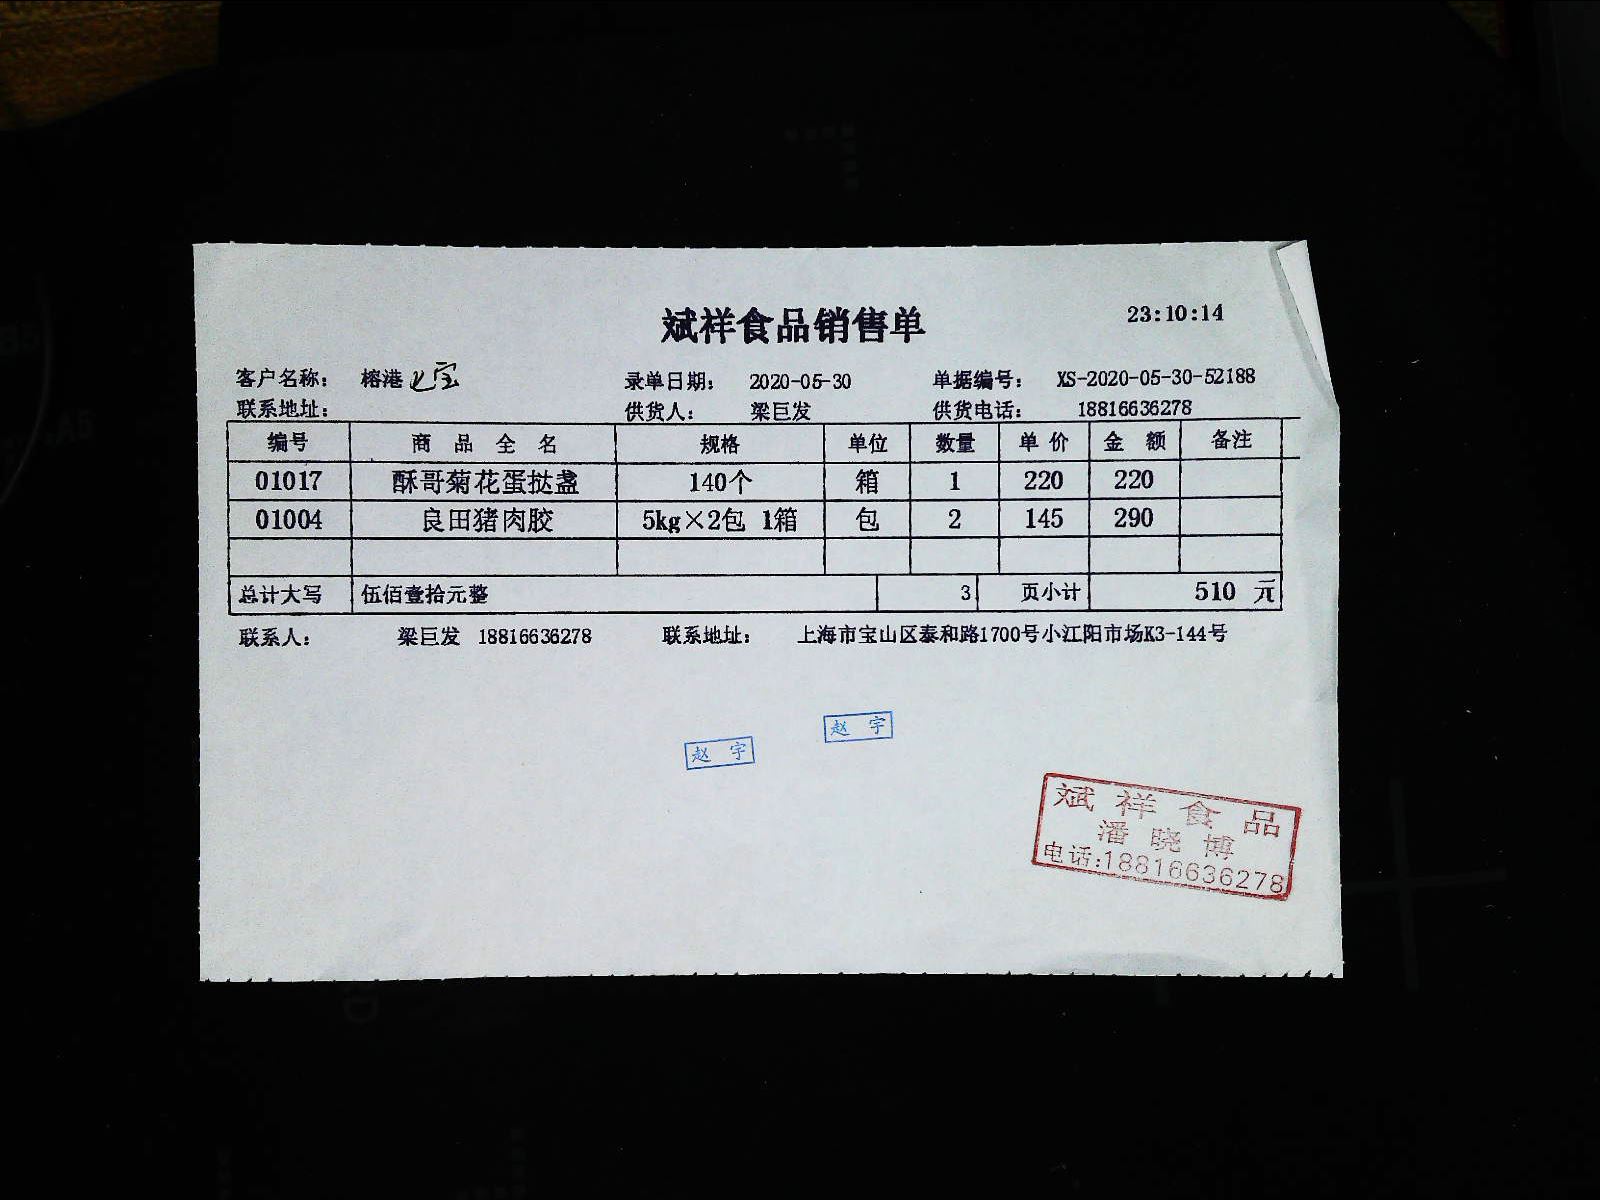 斌祥食品销售单
23:10:14
客户名称： 榕港 七宝 录单日期： 2020-05-30 单据编号： XS-2020-05-30-52188
联系地址： 供货人： 梁巨发 供货电话： 18816636278
编号 商品全名 规格 单位 数量 单价 金额 备注
01017 酥哥菊花蛋挞盏 140个 箱 1 220 220
01004 良田猪肉胶 5kg×2包 1箱 包 2 145 290
总计大写 伍佰壹拾元整 3 页小计 510 元
联系人： 梁巨发 18816636278 联系地址： 上海市宝山区泰和路1700号小江阳市场K3-144号
赵宇
赵宇
斌祥食品
潘晓博
电话:18816636278